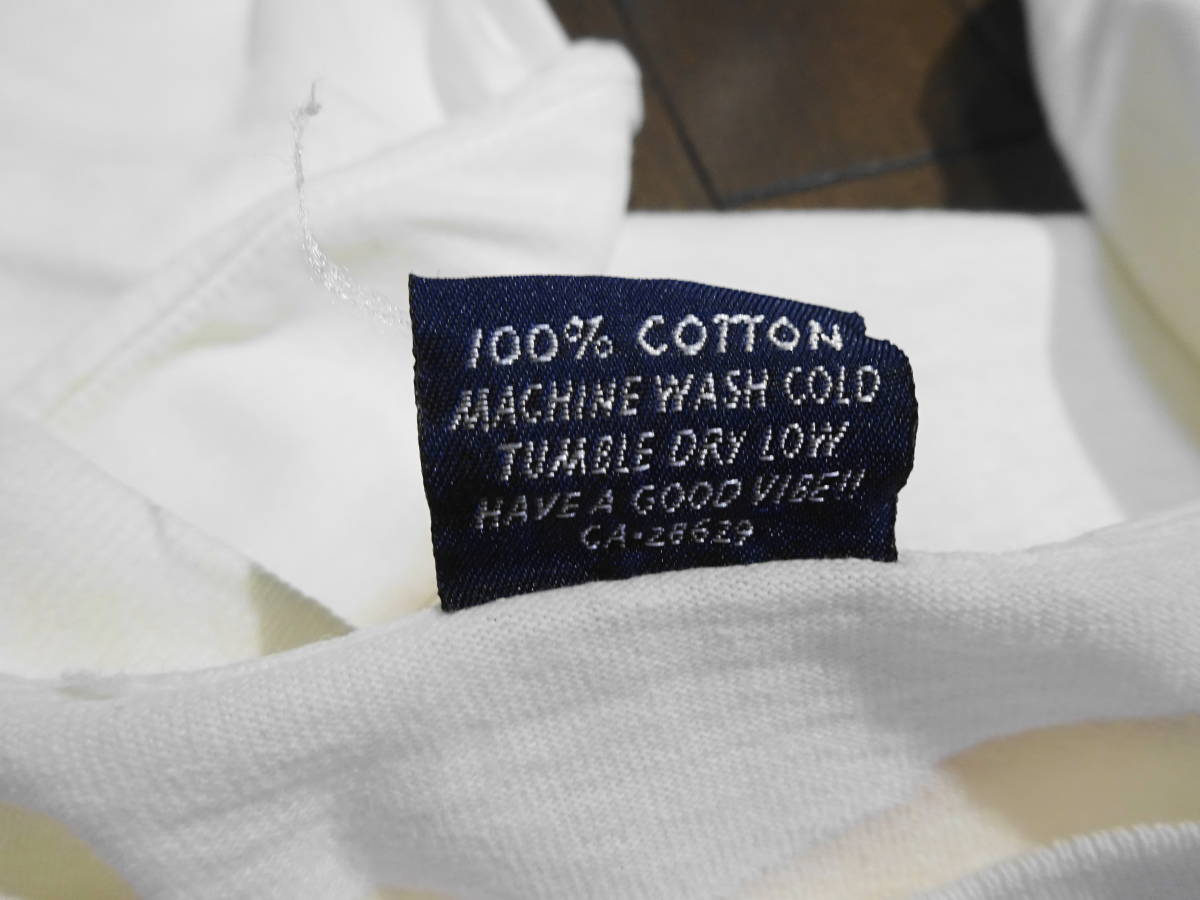 100% COTTON
MACHINE WASH COLD
TUMBLE DRY LOW
HAVE A GOOD VIBE!!
CA-28629